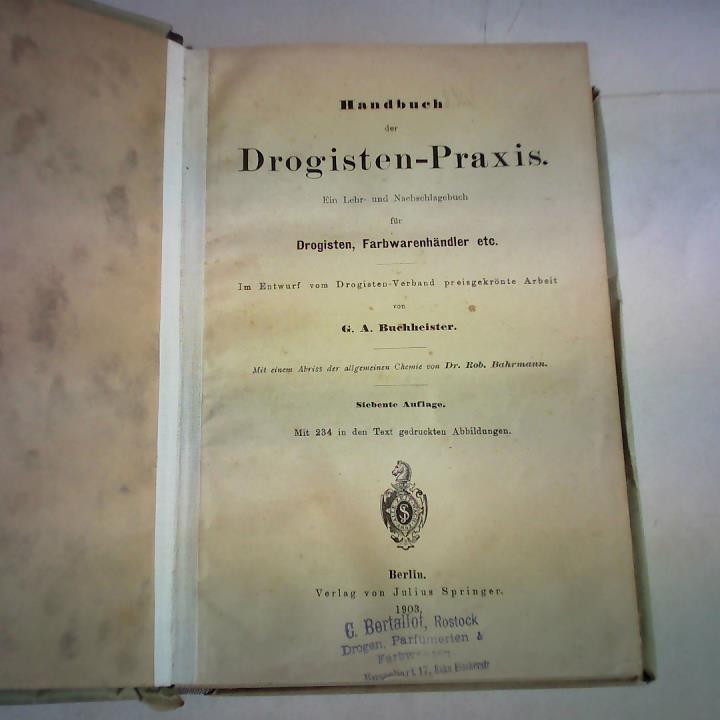 Handbuch
der
Drogisten-Praxis.
Ein Lehr- und Nachschlagebuch
für
Drogisten, Farbwarenhändler etc.
Im Entwurf vom Drogisten-Verband preisgekrönte Arbeit
von
G. A. Buchheister.
Mit einem Abriss der allgemeinen Chemie von Dr. Rob. Bahrmann.
Siebente Auflage.
Mit 234 in den Text gedruckten Abbildungen.
Berlin.
Verlag von Julius Springer.
1903.
Rostock
Drogen, Parfümerien &
17,